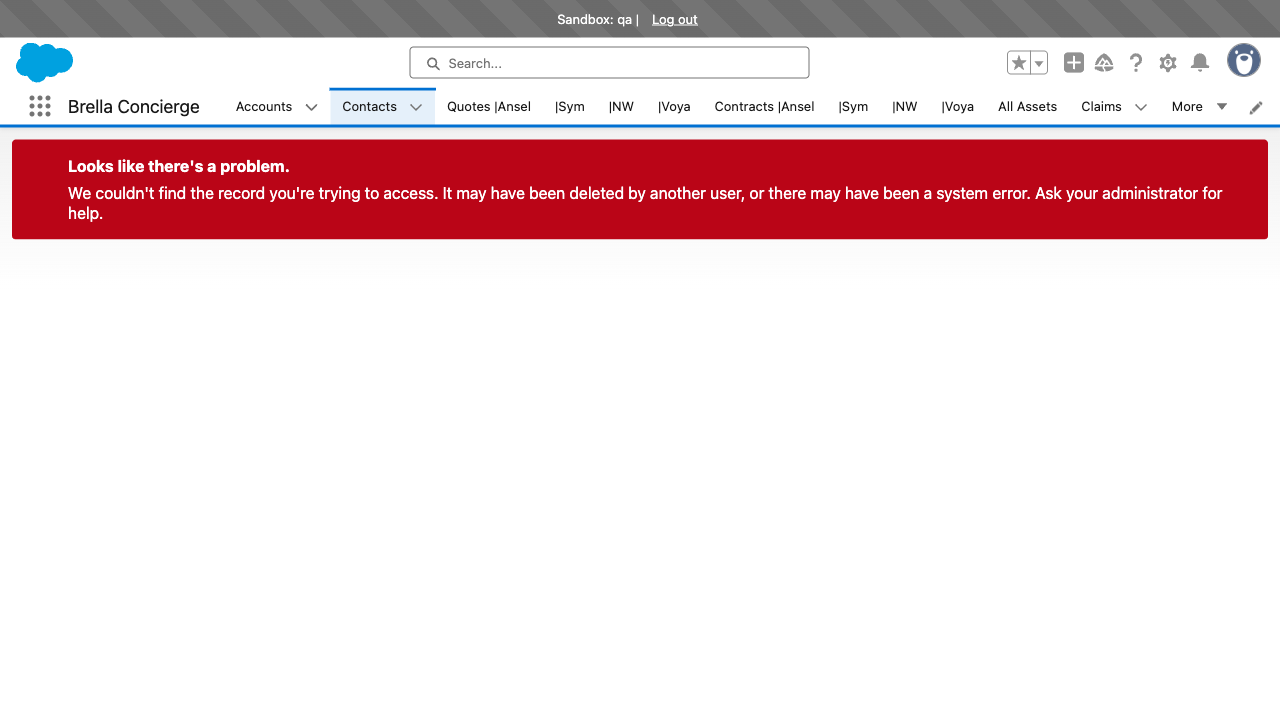 Sandbox: qa | Log out
Search...
Brella Concierge Accounts Contacts Quotes |Ansel |Sym |NW |Voya Contracts |Ansel |Sym |NW |Voya All Assets Claims More
Looks like there's a problem.
We couldn't find the record you're trying to access. It may have been deleted by another user, or there may have been a system error. Ask your administrator for
help.